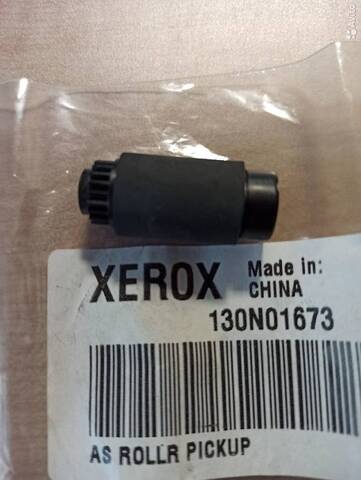 XEROX Made in:
CHINA
130N01673
AS ROLLR PICKUP